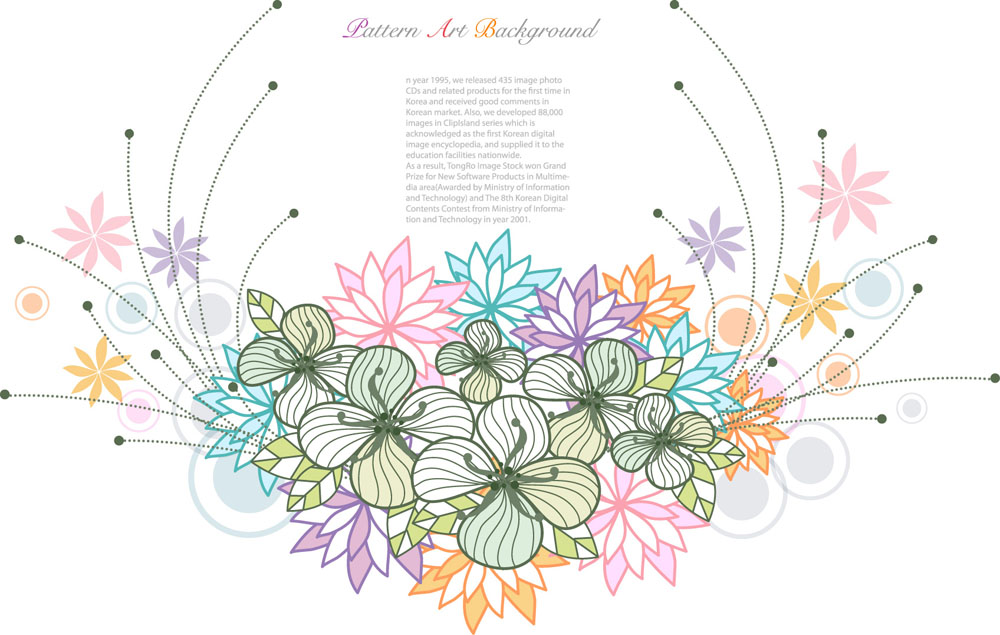 Pattern Art Background
n year 1995, we released 435 image photo
CDs and related products for the first time in
Korea and received good comments in
Korean market. Also, we developed 88,000
images in ClipIsland series which is
acknowledged as the first Korean digital
image encyclopedia, and supplied it to the
education facilities nationwide.
As a result, TongRo Image Stock won Grand
Prize for New Software Products in Multime-
dia area(Awarded by Ministry of Information
and Technology) and The 8th Korean Digital
Contents Contest from Ministry of Informa-
tion and Technology in year 2001.